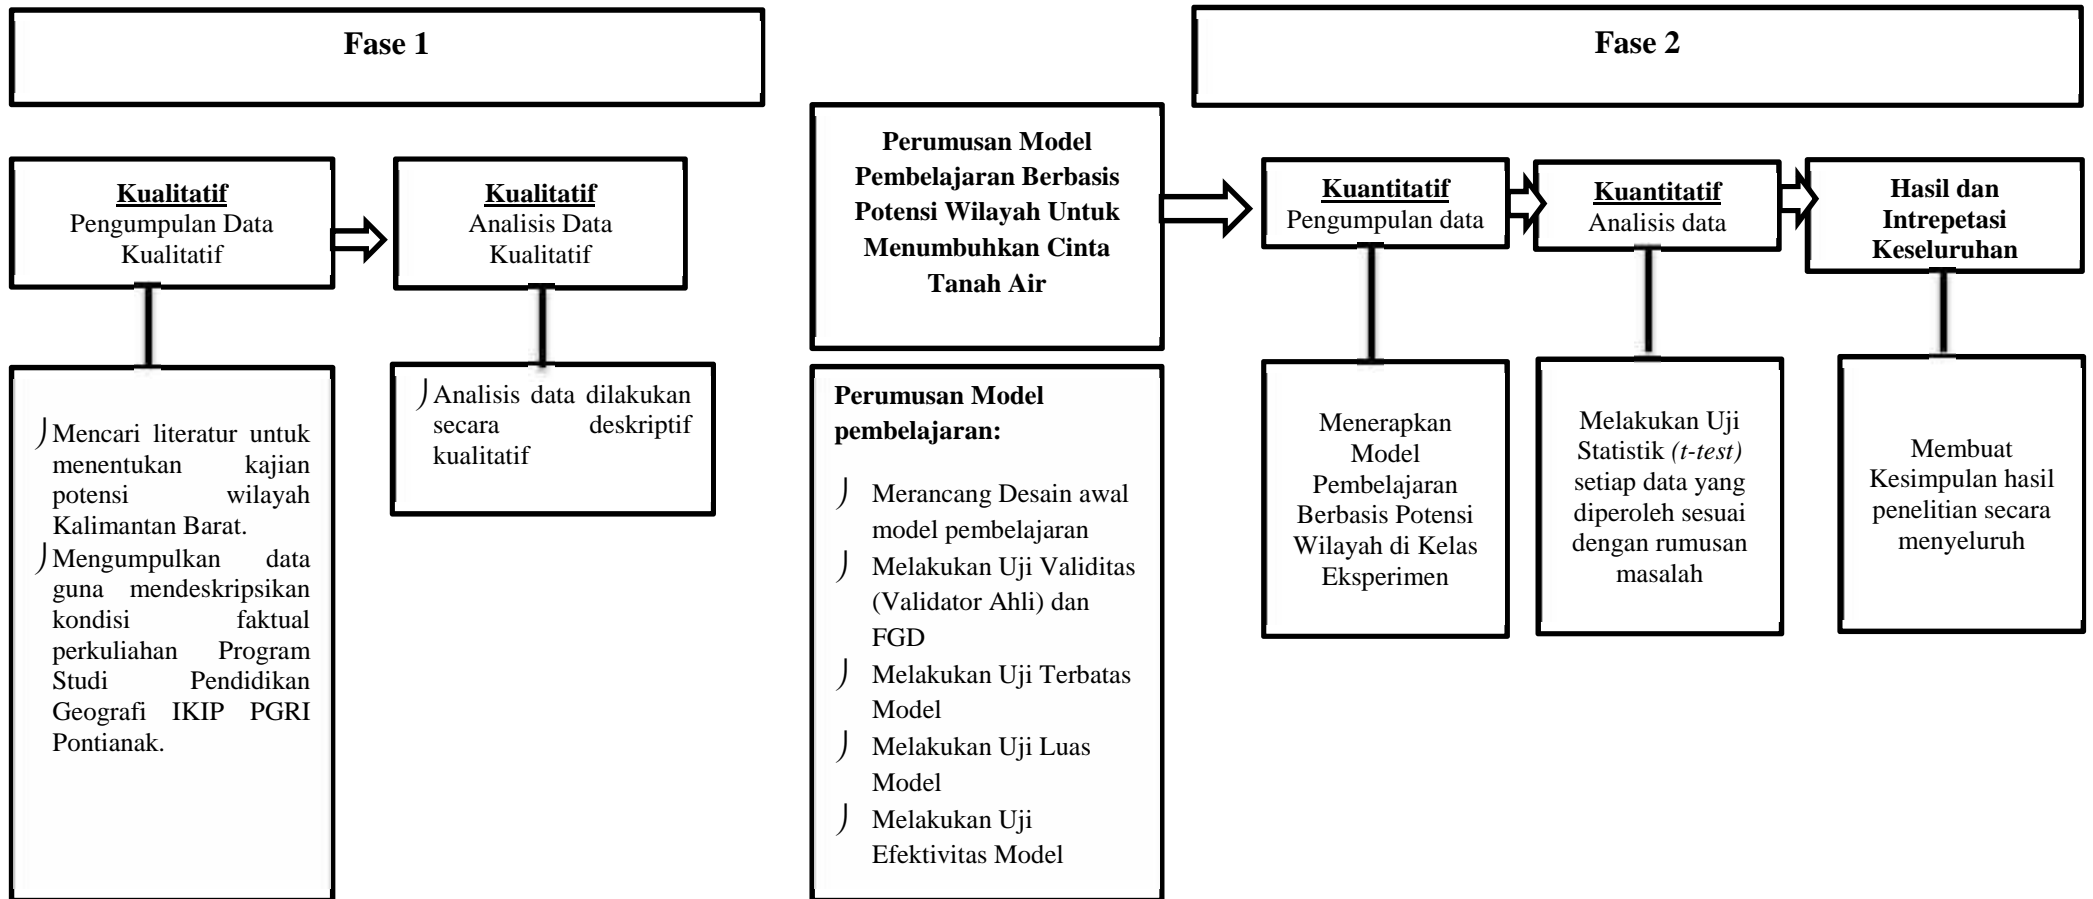 Fase 1
Fase 2
Kualitatif
Pengumpulan Data
Kualitatif
Kualitatif
Analisis Data
Kualitatif
Perumusan Model
Pembelajaran Berbasis
Potensi Wilayah Untuk
Menumbuhkan Cinta
Tanah Air
Kuantitatif
Pengumpulan data
Kuantitatif
Analisis data
Hasil dan
Intrepetasi
Keseluruhan
Mencari literatur untuk
menentukan kajian
potensi wilayah
Kalimantan Barat.
Mengumpulkan data
guna mendeskripsikan
kondisi faktual
perkuliahan Program
Studi Pendidikan
Geografi IKIP PGRI
Pontianak.
Analisis data dilakukan
secara deskriptif
kualitatif
Perumusan Model
pembelajaran:
Merancang Desain awal
model pembelajaran
Melakukan Uji Validitas
(Validator Ahli) dan
FGD
Melakukan Uji Terbatas
Model
Melakukan Uji Luas
Model
Melakukan Uji
Efektivitas Model
Menerapkan
Model
Pembelajaran
Berbasis Potensi
Wilayah di Kelas
Eksperimen
Melakukan Uji
Statistik (t-test)
setiap data yang
diperoleh sesuai
dengan rumusan
masalah
Membuat
Kesimpulan hasil
penelitian secara
menyeluruh